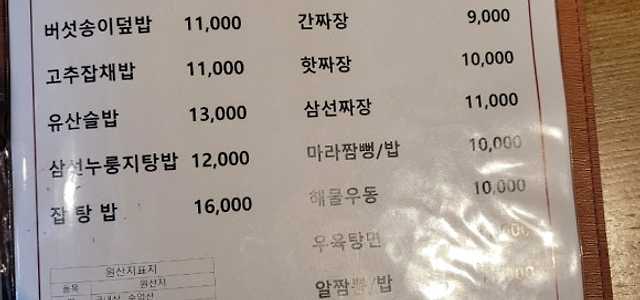 버섯송이덮밥 11,000
고추잡채밥 11,000
유산슬밥 13,000
삼선누룽지탕밥 12,000
잡탕밥 16,000
간짜장 9,000
핫짜장 10,000
삼선짜장 11,000
마라짬뽕/밥 10,000
해물우동 10,000
우육탕면
알짬뽕/밥
원산지표지
품목 원산지